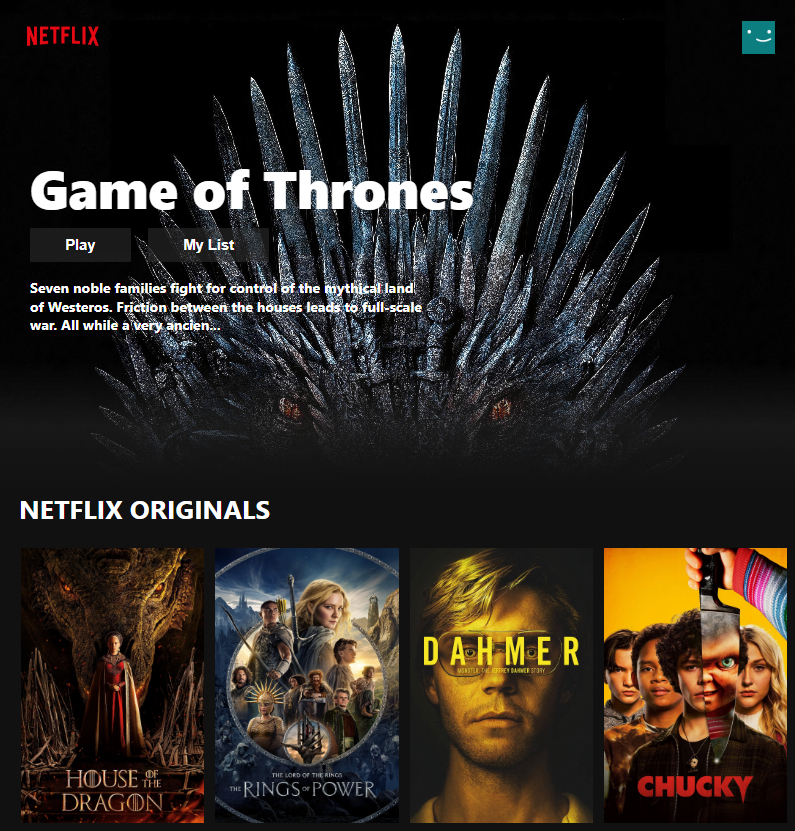 NETFLIX
Game of Thrones
Play
My List
Seven noble families fight for control of the mythical land
of Westeros. Friction between the houses leads to full-scale
war. All while a very ancien...
NETFLIX ORIGINALS
HOUSE OF THE
DRAGON
THE LORD OF THE RINGS
THE RINGS OF POWER
DAHMER
MONSTER: THE JEFFREY DAHMER STORY
CHUCKY